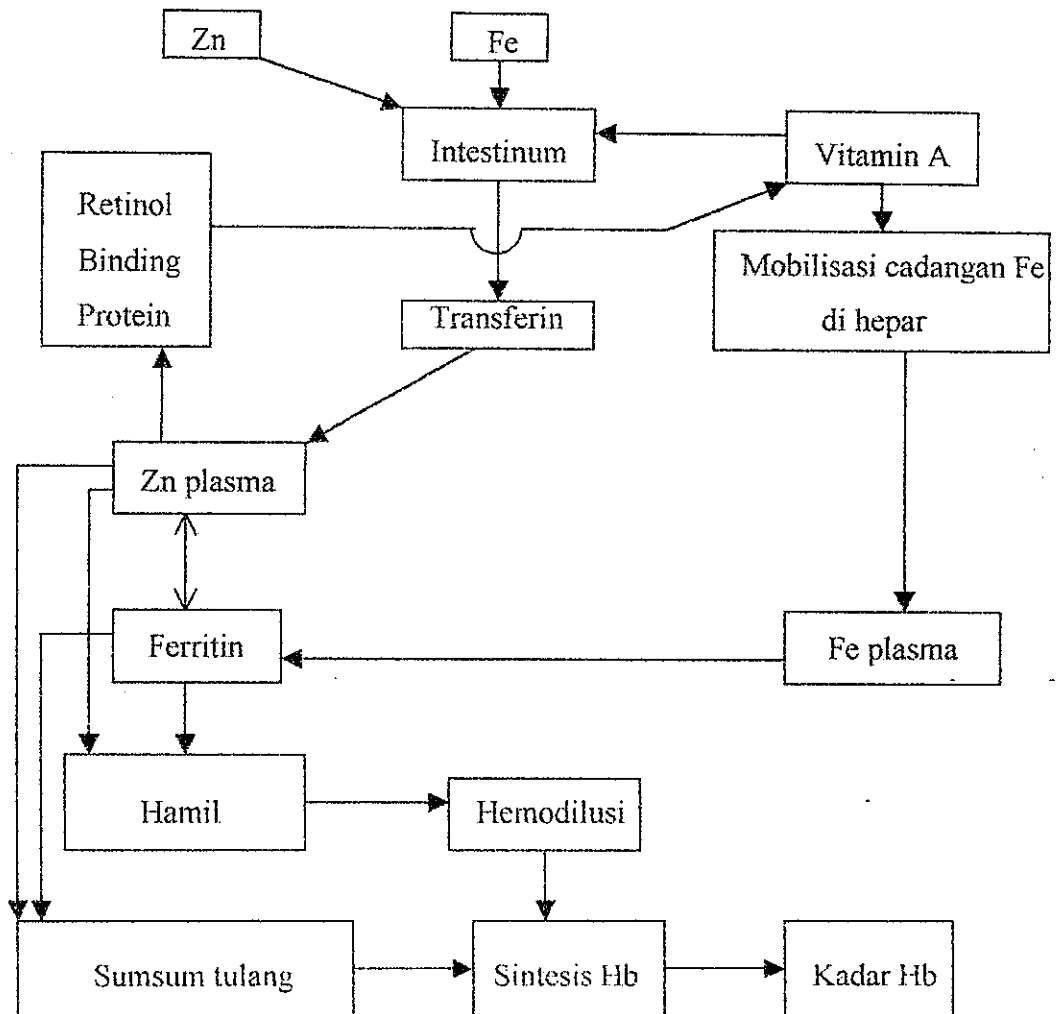 Zn
Fe
Intestinum
Vitamin A
Retinol
Binding
Protein
Mobilisasi cadangan Fe
di hepar
Transferin
Zn plasma
Ferritin
Fe plasma
Hamil
Hemodilusi
Sumsum tulang
Sintesis Hb
Kadar Hb